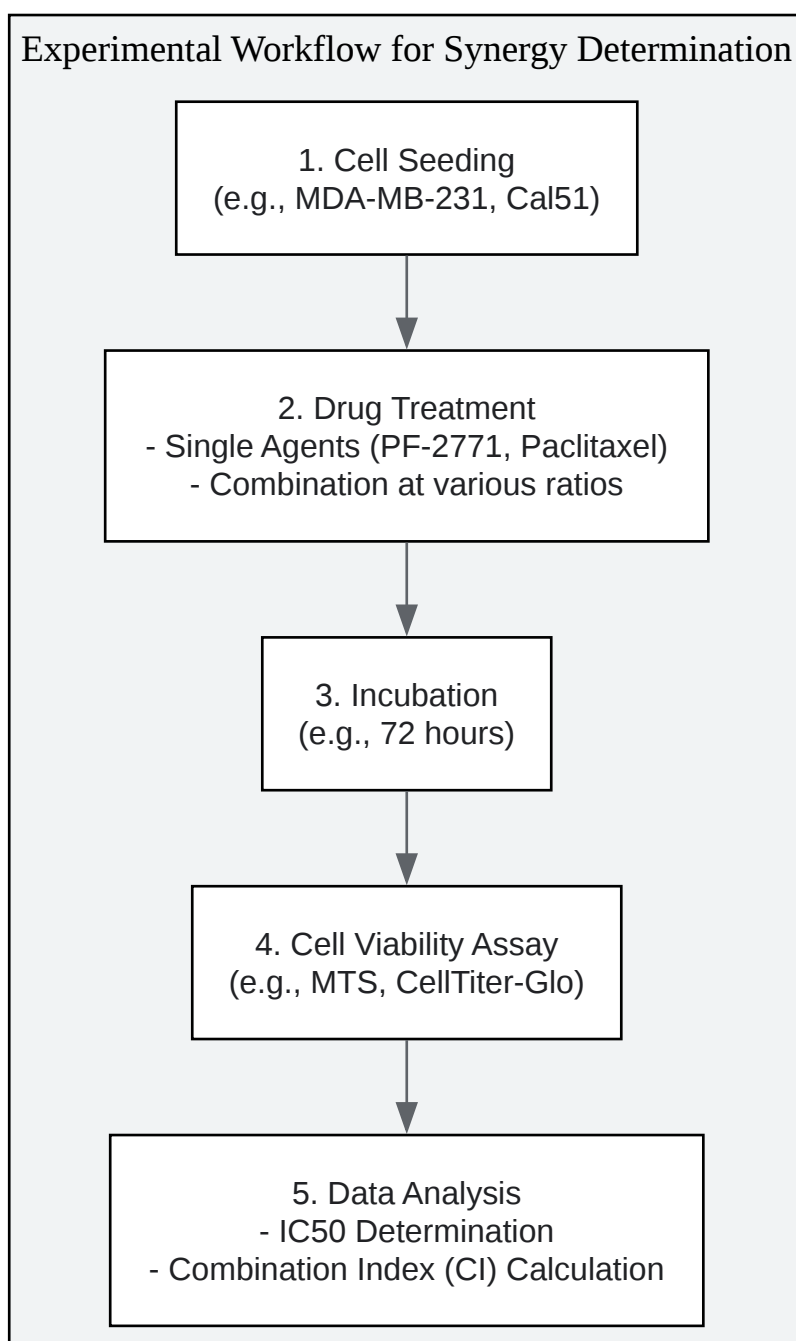 Experimental Workflow for Synergy Determination
1. Cell Seeding
(e.g., MDA-MB-231, Cal51)
2. Drug Treatment
- Single Agents (PF-2771, Paclitaxel)
- Combination at various ratios
3. Incubation
(e.g., 72 hours)
4. Cell Viability Assay
(e.g., MTS, CellTiter-Glo)
5. Data Analysis
- IC50 Determination
- Combination Index (CI) Calculation